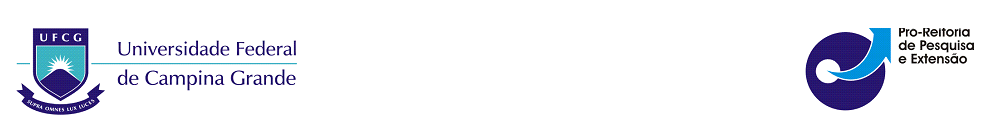 UFCG
Universidade Federal
de Campina Grande
SUPRA OMNES LUX LUCES
Pro-Reitoria
de Pesquisa
e Extensão